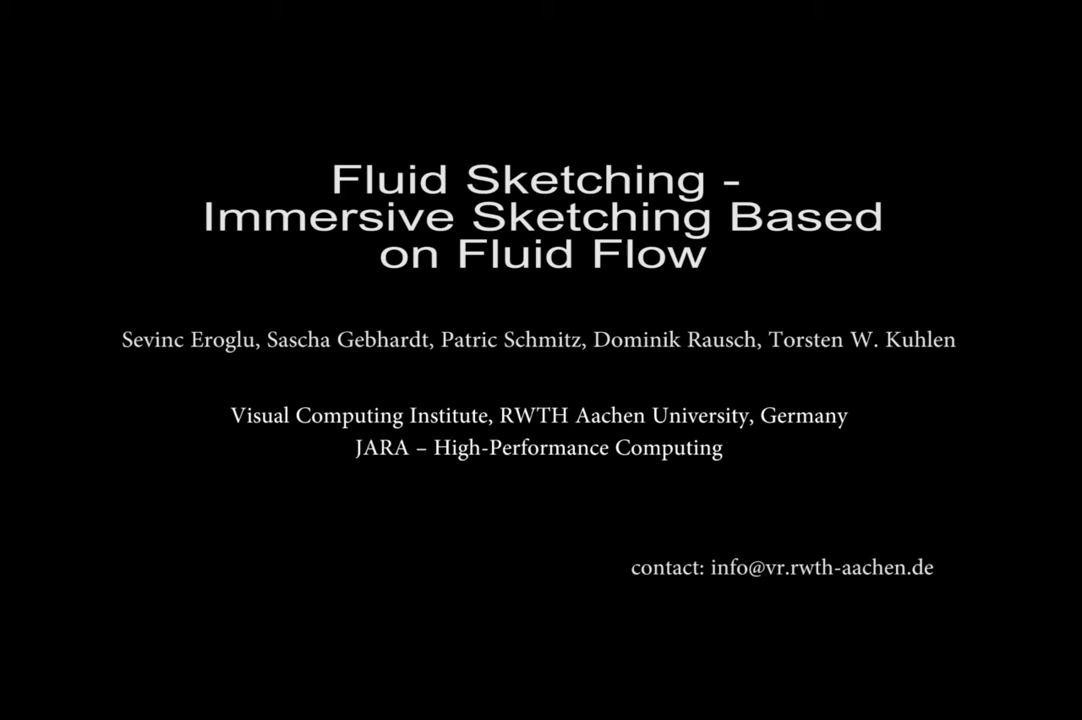 Fluid Sketching -
Immersive Sketching Based
on Fluid Flow
Sevinc Eroglu, Sascha Gebhardt, Patric Schmitz, Dominik Rausch, Torsten W. Kuhlen
Visual Computing Institute, RWTH Aachen University, Germany
JARA – High-Performance Computing
contact: info@vr.rwth-aachen.de